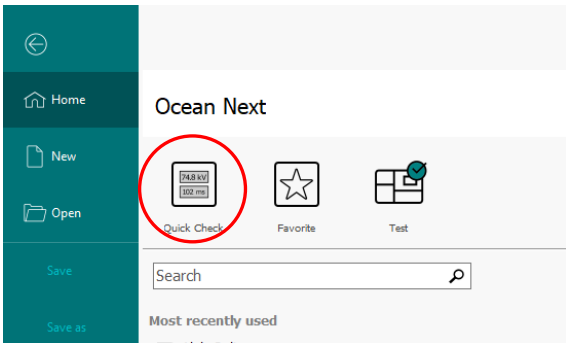 Home
New
Open
Save
Save as
Ocean Next
74,8 kV
102 ms
Quick Check
Favorite
Test
Search
Most recently used